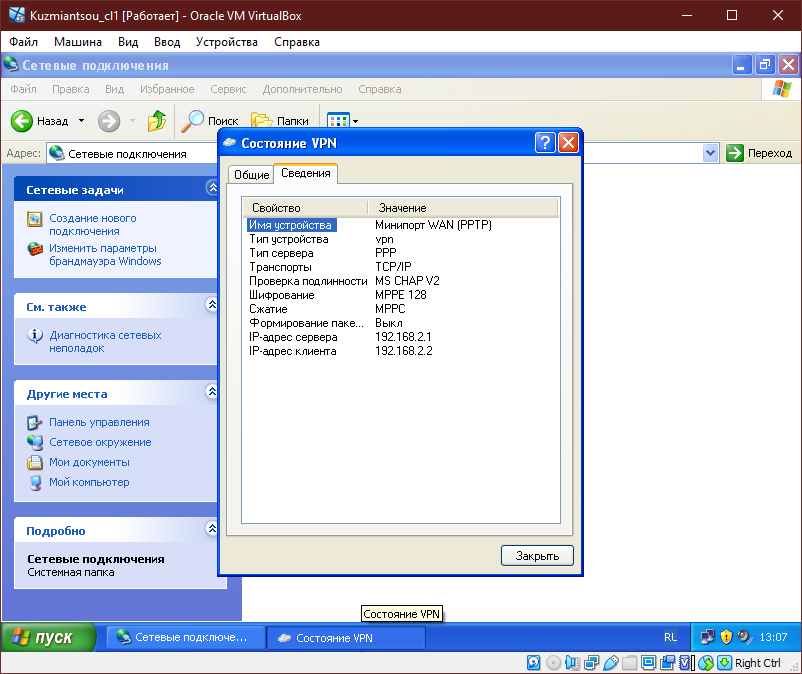 Kuzmiantsou_cl1 [Работает] - Oracle VM VirtualBox
Файл Машина Вид Ввод Устройства Справка
Сетевые подключения
Файл Правка Вид Избранное Сервис Дополнительно Справка
Назад Поиск Папки
Адрес: Сетевые подключения Переход
Сетевые задачи
Создание нового
подключения
Изменить параметры
брандмауэра Windows
См. также
Диагностика сетевых
неполадок
Другие места
Панель управления
Сетевое окружение
Мои документы
Мой компьютер
Подробно
Сетевые подключения
Системная папка
Состояние VPN
Общие Сведения
Свойство Значение
Имя устройства Минипорт WAN (PPTP)
Тип устройства vpn
Тип сервера PPP
Транспорты TCP/IP
Проверка подлинности MS CHAP V2
Шифрование MPPE 128
Сжатие MPPC
Формирование паке... Выкл
IP-адрес сервера 192.168.2.1
IP-адрес клиента 192.168.2.2
Закрыть
Состояние VPN
пуск Сетевые подключе... Состояние VPN RL 13:07
Right Ctrl